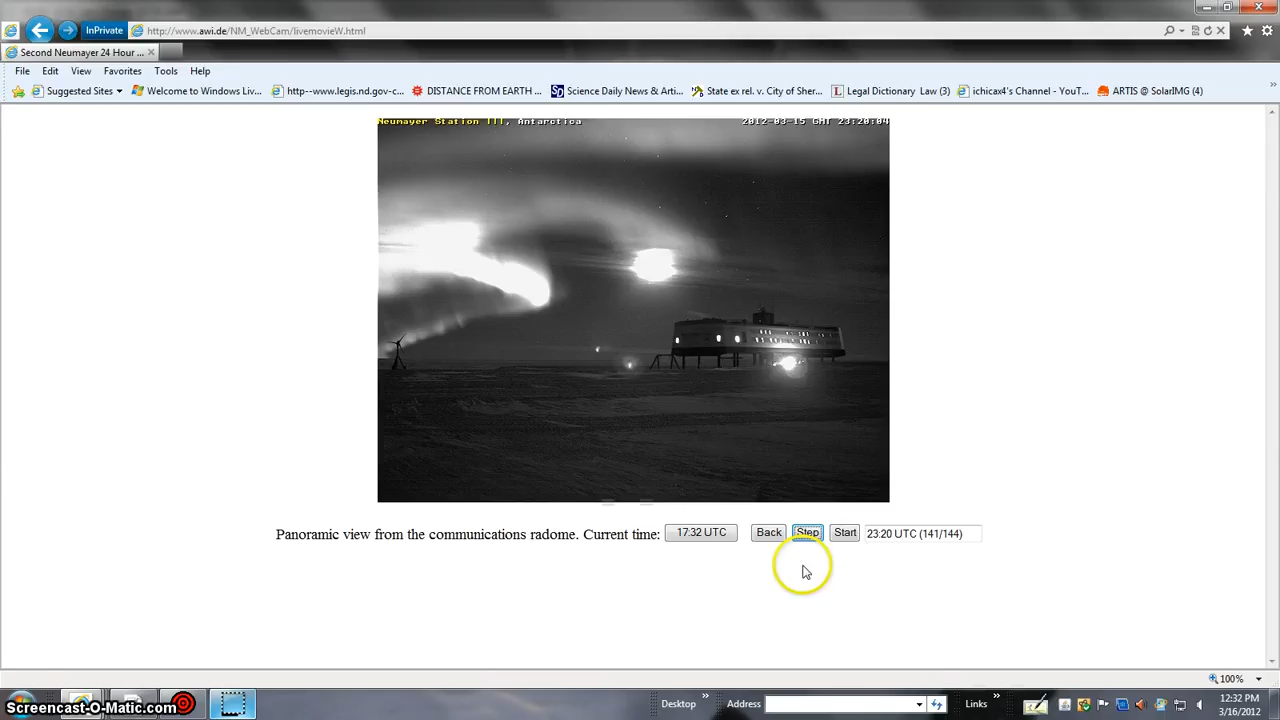 InPrivate
http://www.awi.de/NM_WebCam/livemovieW.html
Second Neumayer 24 Hour ...
File Edit View Favorites Tools Help
Suggested Sites Welcome to Windows Liv... http--www.legis.nd.gov-c... DISTANCE FROM EARTH ... Science Daily News & Arti... State ex rel. v. City of Sher... Legal Dictionary Law (3) ichicax4's Channel - YouT... ARTIS @ SolarIMG (4)
Neumayer Station III, Antarctica 2012-03-15 GMT 23:20:04
Panoramic view from the communications radome. Current time: 17:32 UTC Back Step Start 23:20 UTC (141/144)
100%
Screencast-O-Matic.com Desktop Address Links 12:32 PM
3/16/2012